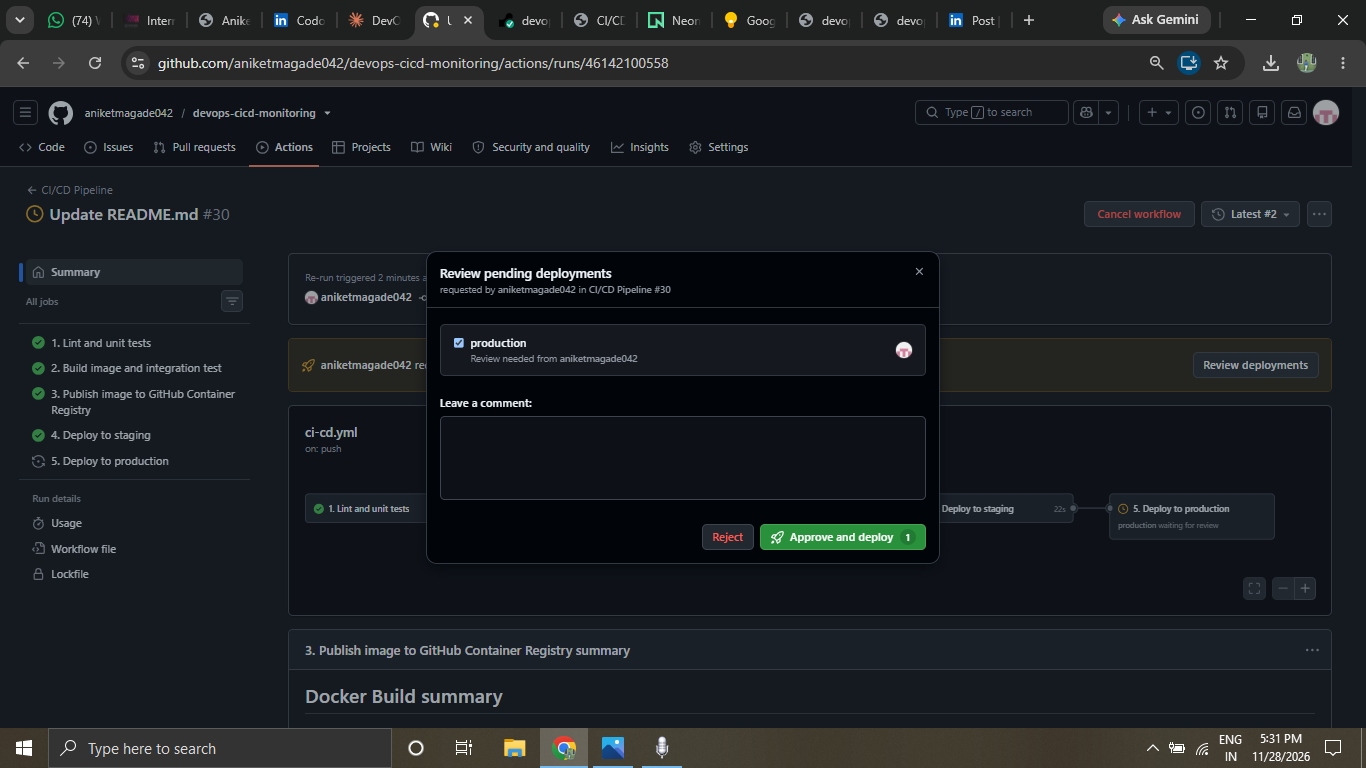 (74)
Inter
Anike
Codo
DevO
devo
CI/CD
Neon
Goog
devo
devo
Post
Ask Gemini
github.com/aniketmagade042/devops-cicd-monitoring/actions/runs/46142100558
aniketmagade042 / devops-cicd-monitoring
Type / to search
Code Issues Pull requests Actions Projects Wiki Security and quality Insights Settings
CI/CD Pipeline
Update README.md #30
Cancel workflow
Latest #2
Summary
All jobs
1. Lint and unit tests
2. Build image and integration test
3. Publish image to GitHub Container
Registry
4. Deploy to staging
5. Deploy to production
Run details
Usage
Workflow file
Lockfile
Re-run triggered 2 minutes a
aniketmagade042
aniketmagade042 re
Review deployments
ci-cd.yml
on: push
1. Lint and unit tests
Deploy to staging 22s
5. Deploy to production
production waiting for review
Review pending deployments
requested by aniketmagade042 in CI/CD Pipeline #30
production
Review needed from aniketmagade042
Leave a comment:
Reject
Approve and deploy 1
3. Publish image to GitHub Container Registry summary
Docker Build summary
Type here to search
ENG
IN
5:31 PM
11/28/2026